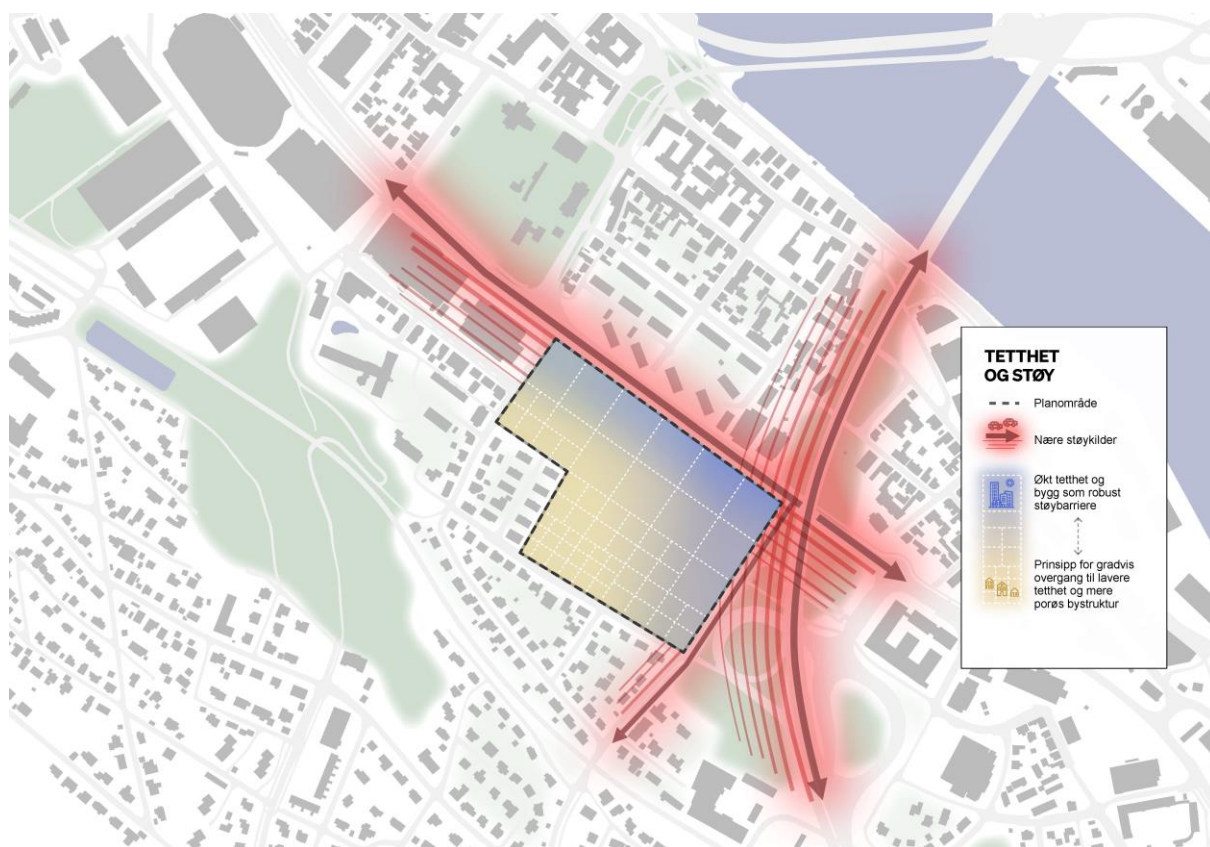 TETTHET
OG STØY
Planområde
Nære støykilder
Økt tetthet og
bygg som robust
støybarriere
Prinsipp for gradvis
overgang til lavere
tetthet og mere
porøs bystruktur